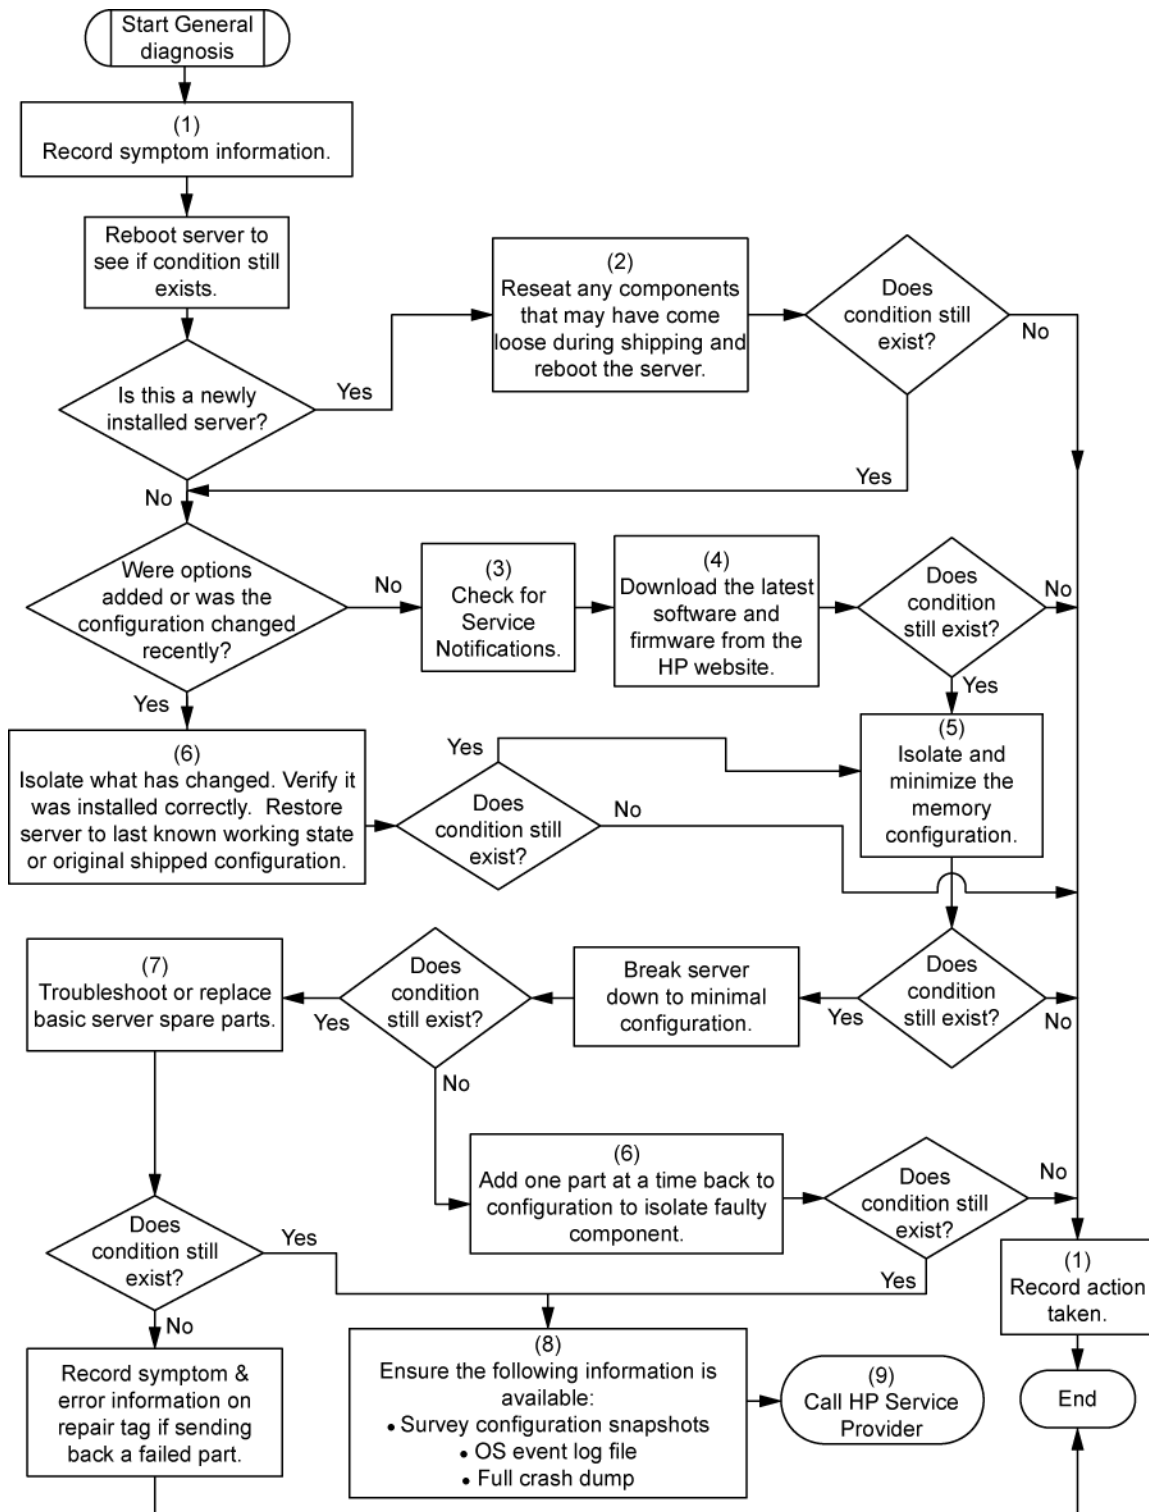 Start General
diagnosis
(1)
Record symptom information.
Reboot server to
see if condition still
exists.
Is this a newly
installed server?
Yes
(2)
Reseat any components
that may have come
loose during shipping and
reboot the server.
Does
condition still
exist?
No
Yes
No
Were options
added or was the
configuration changed
recently?
No
(3)
Check for
Service
Notifications.
(4)
Download the latest
software and
firmware from the
HP website.
Does
condition
still exist?
No
Yes
Yes
(6)
Isolate what has changed. Verify it
was installed correctly. Restore
server to last known working state
or original shipped configuration.
Yes
Does
condition still
exist?
No
(5)
Isolate and
minimize the
memory
configuration.
Does
condition
still exist?
No
Yes
Break server
down to minimal
configuration.
Does
condition
still exist?
Yes
No
(7)
Troubleshoot or replace
basic server spare parts.
(6)
Add one part at a time back to
configuration to isolate faulty
component.
Does
condition still
exist?
No
Yes
Does
condition still
exist?
Yes
No
(1)
Record action
taken.
Record symptom &
error information on
repair tag if sending
back a failed part.
(8)
Ensure the following information is
available:
• Survey configuration snapshots
• OS event log file
• Full crash dump
(9)
Call HP Service
Provider
End